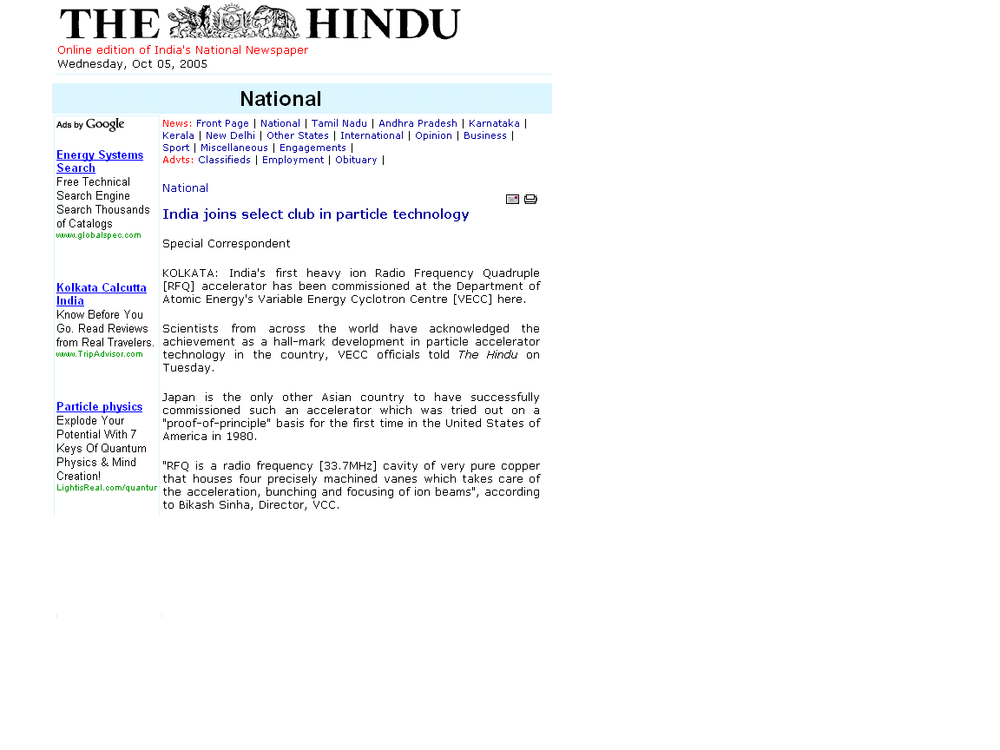 THE HINDU
Online edition of India's National Newspaper
Wednesday, Oct 05, 2005
National
Ads by Google
Energy Systems
Search
Free Technical
Search Engine
Search Thousands
of Catalogs
www.globalspec.com
Kolkata Calcutta
India
Know Before You
Go. Read Reviews
from Real Travelers.
www.TripAdvisor.com
Particle physics
Explode Your
Potential With 7
Keys Of Quantum
Physics & Mind
Creation!
LightisReal.com/quantur
News: Front Page | National | Tamil Nadu | Andhra Pradesh | Karnataka |
Kerala | New Delhi | Other States | International | Opinion | Business |
Sport | Miscellaneous | Engagements |
Advts: Classifieds | Employment | Obituary |
National
India joins select club in particle technology
Special Correspondent
KOLKATA: India's first heavy ion Radio Frequency Quadruple
[RFQ] accelerator has been commissioned at the Department of
Atomic Energy's Variable Energy Cyclotron Centre [VECC] here.
Scientists from across the world have acknowledged the
achievement as a hall-mark development in particle accelerator
technology in the country, VECC officials told The Hindu on
Tuesday.
Japan is the only other Asian country to have successfully
commissioned such an accelerator which was tried out on a
"proof-of-principle" basis for the first time in the United States of
America in 1980.
"RFQ is a radio frequency [33.7MHz] cavity of very pure copper
that houses four precisely machined vanes which takes care of
the acceleration, bunching and focusing of ion beams", according
to Bikash Sinha, Director, VCC.